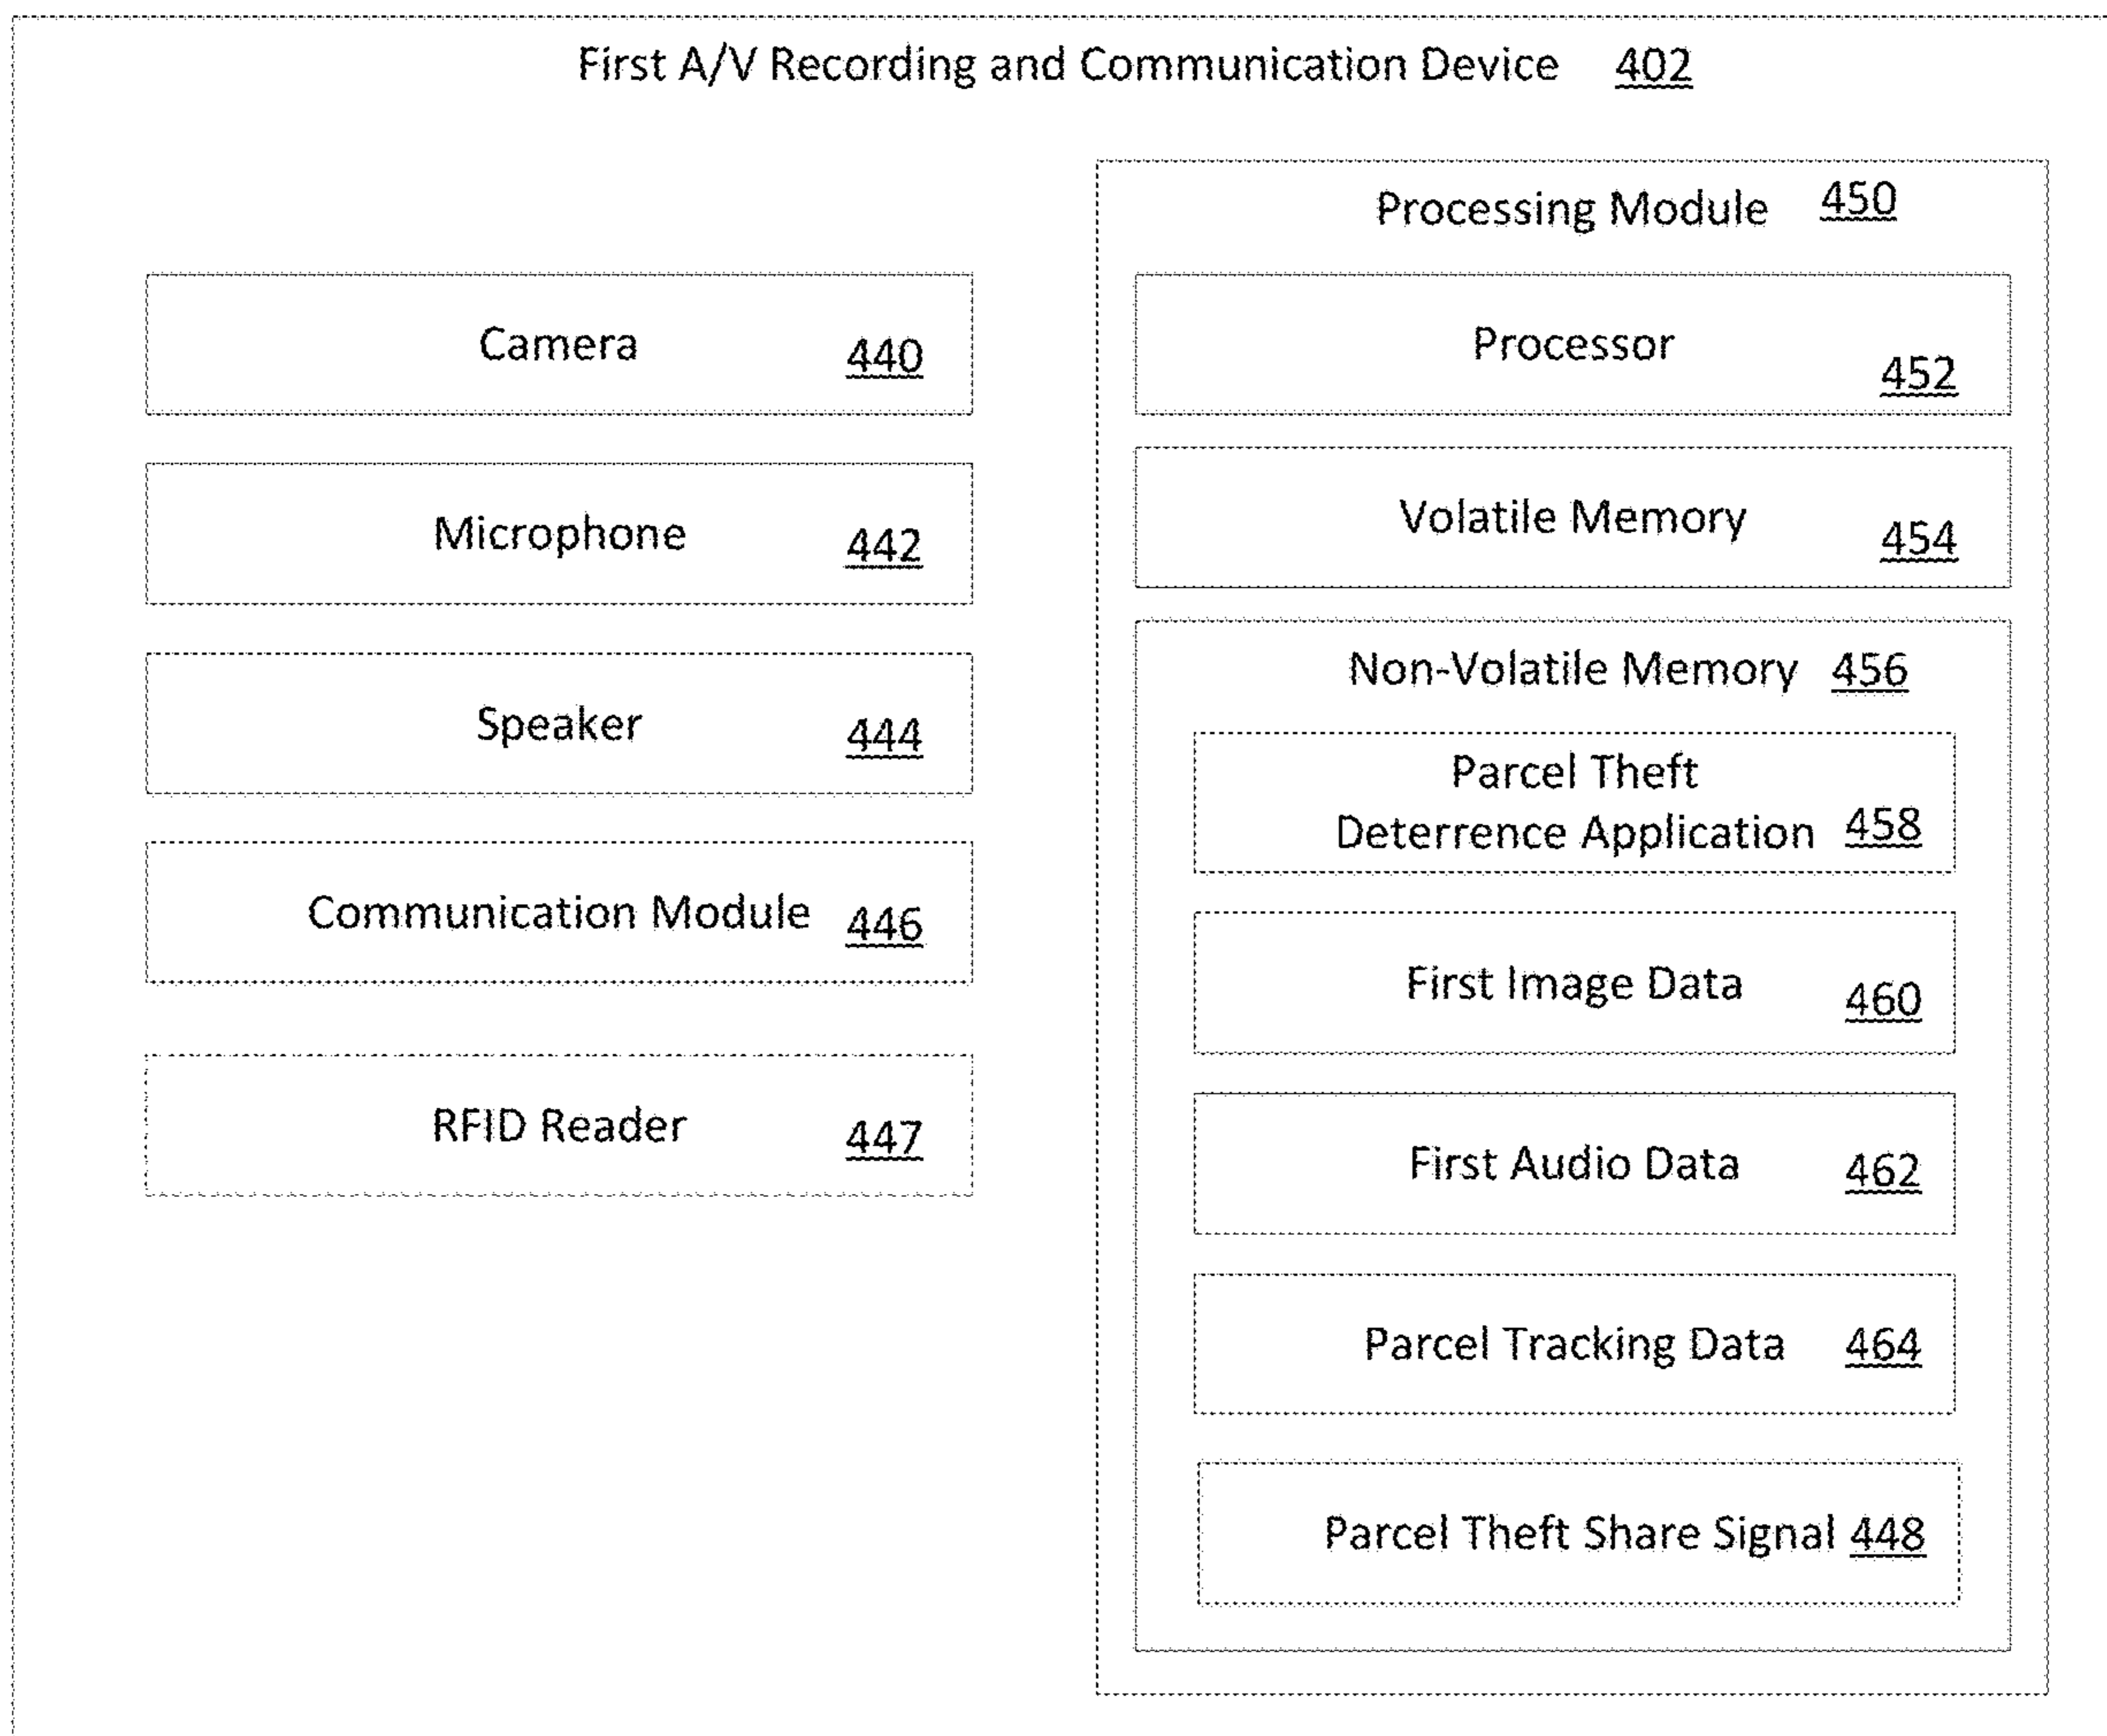 First A/V Recording and Communication Device 402
Camera 440
Microphone 442
Speaker 444
Communication Module 446
RFID Reader 447
Processing Module 450
Processor 452
Volatile Memory 454
Non-Volatile Memory 456
Parcel Theft
Deterrence Application 458
First Image Data 460
First Audio Data 462
Parcel Tracking Data 464
Parcel Theft Share Signal 448